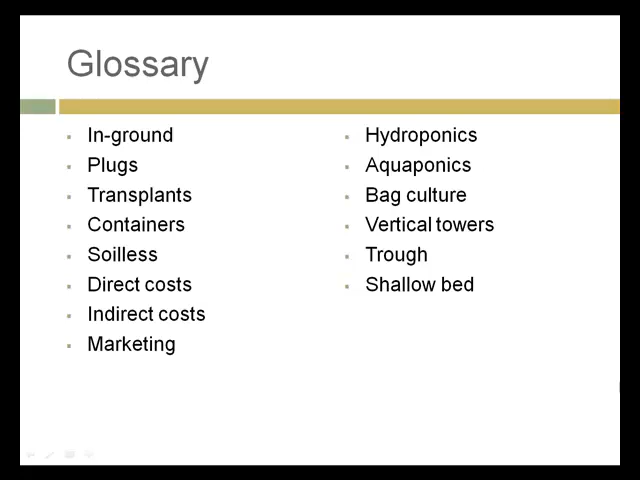 Glossary
In-ground
Plugs
Transplants
Containers
Soilless
Direct costs
Indirect costs
Marketing
Hydroponics
Aquaponics
Bag culture
Vertical towers
Trough
Shallow bed